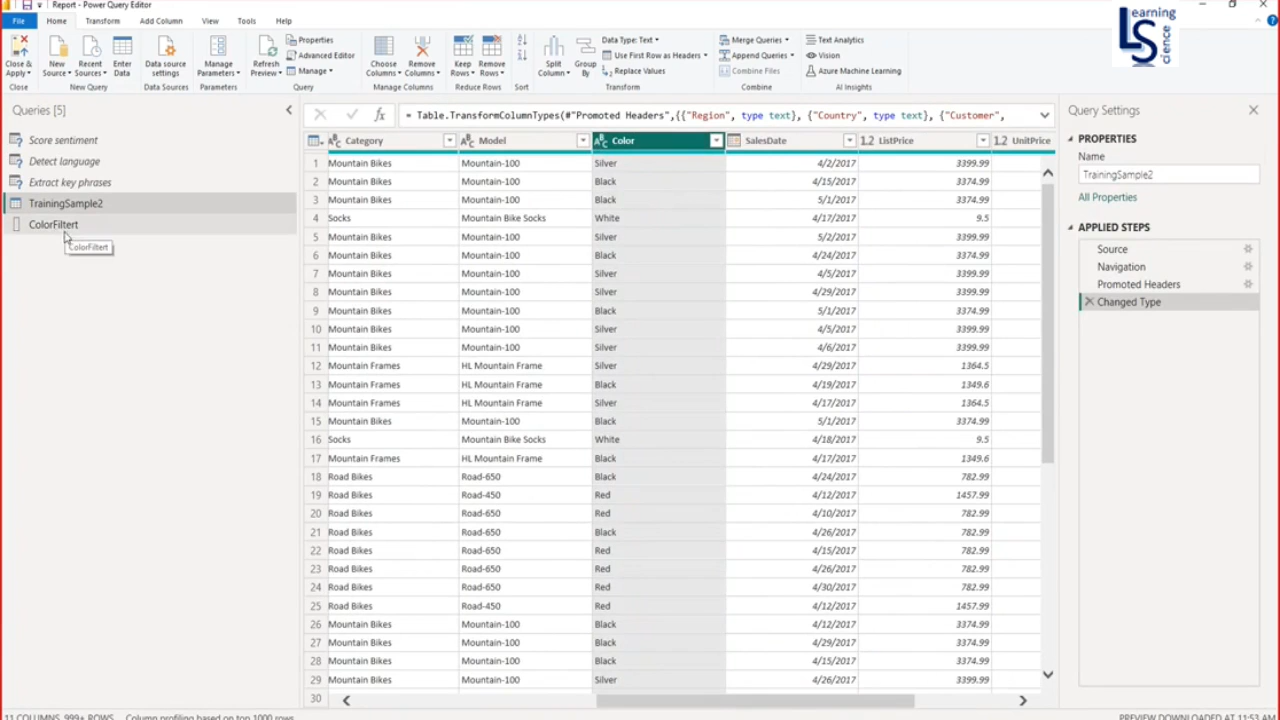 Report - Power Query Editor
Learning
LS
cience
File Home Transform Add Column View Tools Help
Close & Apply
New Source
Recent Sources
Enter Data
Data source settings
Manage Parameters
Refresh Preview
Properties
Advanced Editor
Manage
Choose Columns
Remove Columns
Keep Rows
Remove Rows
Split Column
Group By
Data Type: Text
Use First Row as Headers
Replace Values
Merge Queries
Append Queries
Combine Files
Text Analytics
Vision
Azure Machine Learning
Close New Query Data Sources Parameters Query Manage Columns Reduce Rows Sort Transform Combine AI Insights
Queries [5]
Score sentiment
Detect language
Extract key phrases
TrainingSample2
ColorFiltert
ColorFiltert
fx = Table.TransformColumnTypes(#"Promoted Headers",{{"Region", type text}, {"Country", type text}, {"Customer",
Category Model Color SalesDate 1.2 ListPrice 1.2 UnitPrice
1 Mountain Bikes Mountain-100 Silver 4/2/2017 3399.99
2 Mountain Bikes Mountain-100 Black 4/15/2017 3374.99
3 Mountain Bikes Mountain-100 Black 5/1/2017 3374.99
4 Socks Mountain Bike Socks White 4/17/2017 9.5
5 Mountain Bikes Mountain-100 Silver 5/2/2017 3399.99
6 Mountain Bikes Mountain-100 Black 4/24/2017 3374.99
7 Mountain Bikes Mountain-100 Silver 4/5/2017 3399.99
8 Mountain Bikes Mountain-100 Silver 4/29/2017 3399.99
9 Mountain Bikes Mountain-100 Black 5/1/2017 3374.99
10 Mountain Bikes Mountain-100 Silver 4/5/2017 3399.99
11 Mountain Bikes Mountain-100 Silver 4/6/2017 3399.99
12 Mountain Frames HL Mountain Frame Silver 4/29/2017 1364.5
13 Mountain Frames HL Mountain Frame Black 4/19/2017 1349.6
14 Mountain Frames HL Mountain Frame Silver 4/17/2017 1364.5
15 Mountain Bikes Mountain-100 Black 5/1/2017 3374.99
16 Socks Mountain Bike Socks White 4/18/2017 9.5
17 Mountain Frames HL Mountain Frame Black 4/17/2017 1349.6
18 Road Bikes Road-650 Black 4/24/2017 782.99
19 Road Bikes Road-450 Red 4/12/2017 1457.99
20 Road Bikes Road-650 Red 4/10/2017 782.99
21 Road Bikes Road-650 Black 4/26/2017 782.99
22 Road Bikes Road-650 Red 4/15/2017 782.99
23 Road Bikes Road-650 Red 4/26/2017 782.99
24 Road Bikes Road-650 Red 4/30/2017 782.99
25 Road Bikes Road-450 Red 4/12/2017 1457.99
26 Mountain Bikes Mountain-100 Black 4/12/2017 3374.99
27 Mountain Bikes Mountain-100 Black 4/29/2017 3374.99
28 Mountain Bikes Mountain-100 Black 4/15/2017 3374.99
29 Mountain Bikes Mountain-100 Silver 4/26/2017 3399.99
30
Query Settings
PROPERTIES
Name
TrainingSample2
All Properties
APPLIED STEPS
Source
Navigation
Promoted Headers
Changed Type
11 COLUMNS, 999+ ROWS Column profiling based on top 1000 rows PREVIEW DOWNLOADED AT 11:53 AM